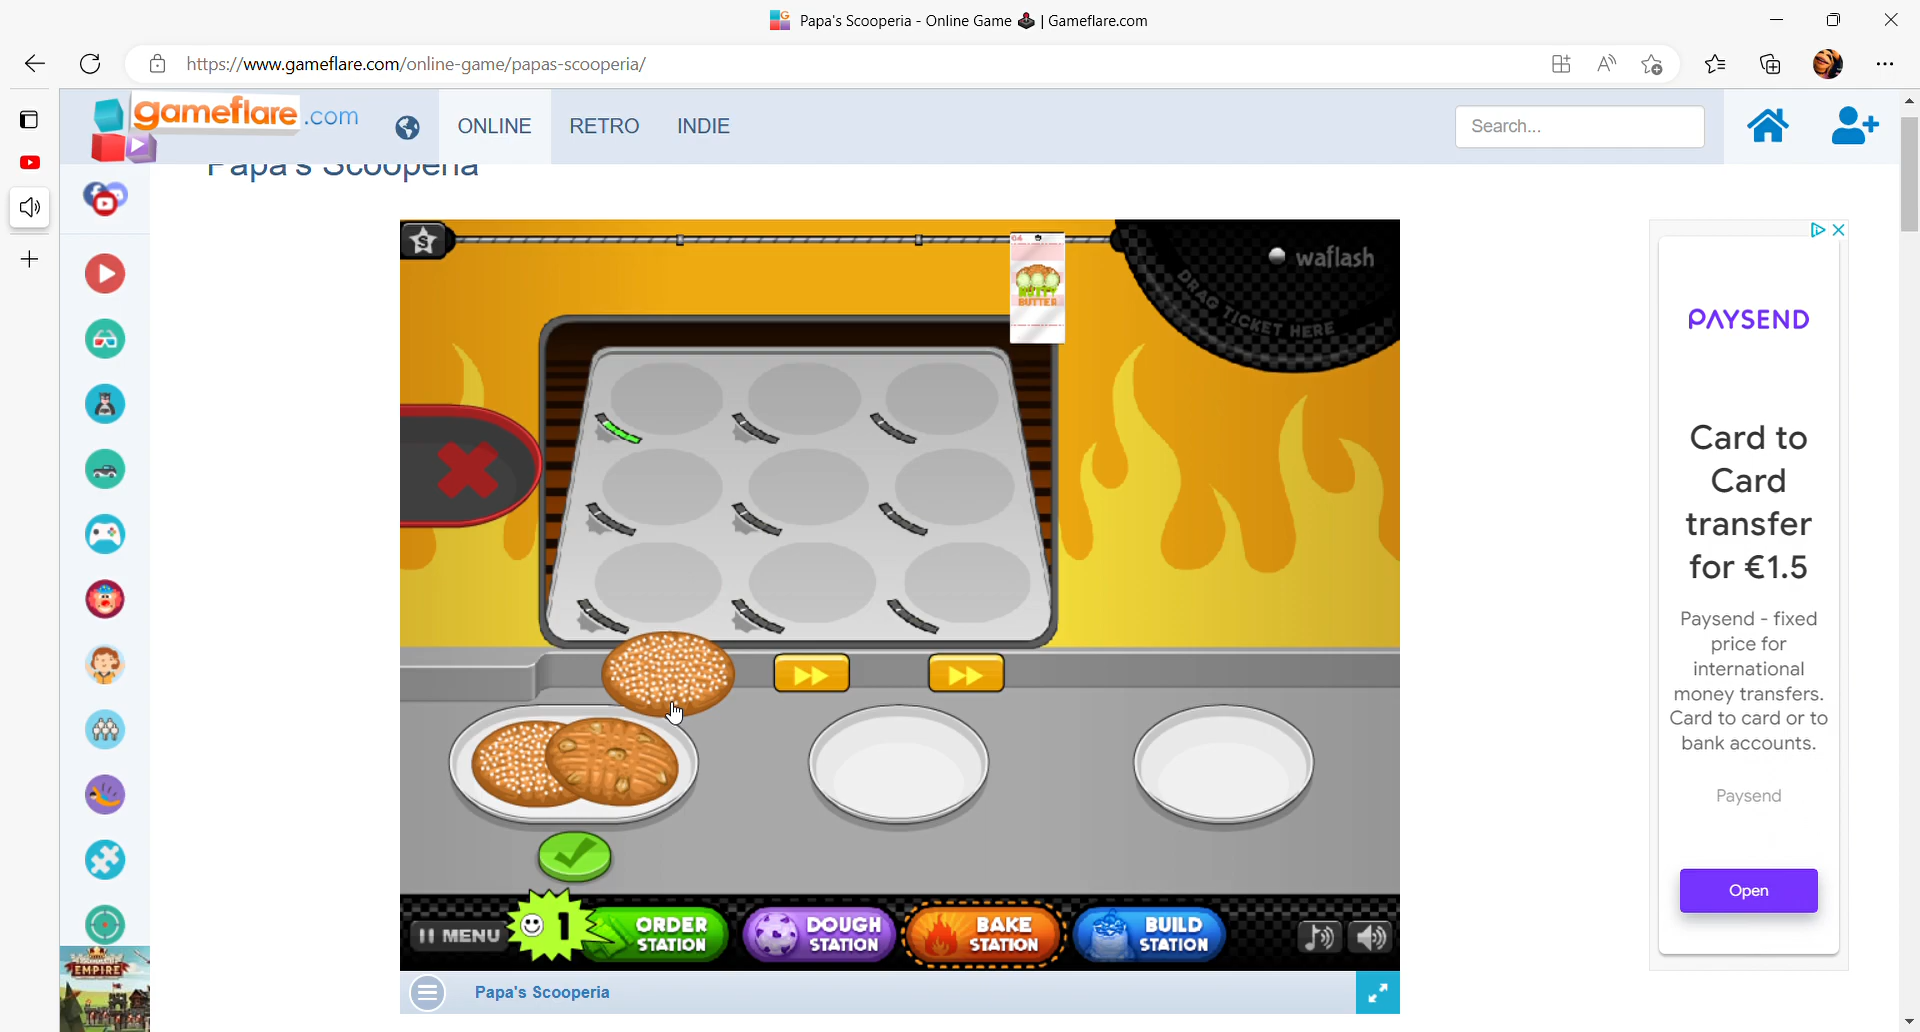 Papa's Scooperia - Online Game 🕹 | Gameflare.com
https://www.gameflare.com/online-game/papas-scooperia/
gameflare.com
ONLINE
RETRO
INDIE
Search...
Papa's Scooperia
S
NUTTY
BUTTER
waflash
DRAG TICKET HERE
MENU
1
ORDER
STATION
DOUGH
STATION
BAKE
STATION
BUILD
STATION
Papa's Scooperia
EMPIRE
PAYSEND
Card to
Card
transfer
for €1.5
Paysend - fixed
price for
international
money transfers.
Card to card or to
bank accounts.
Paysend
Open